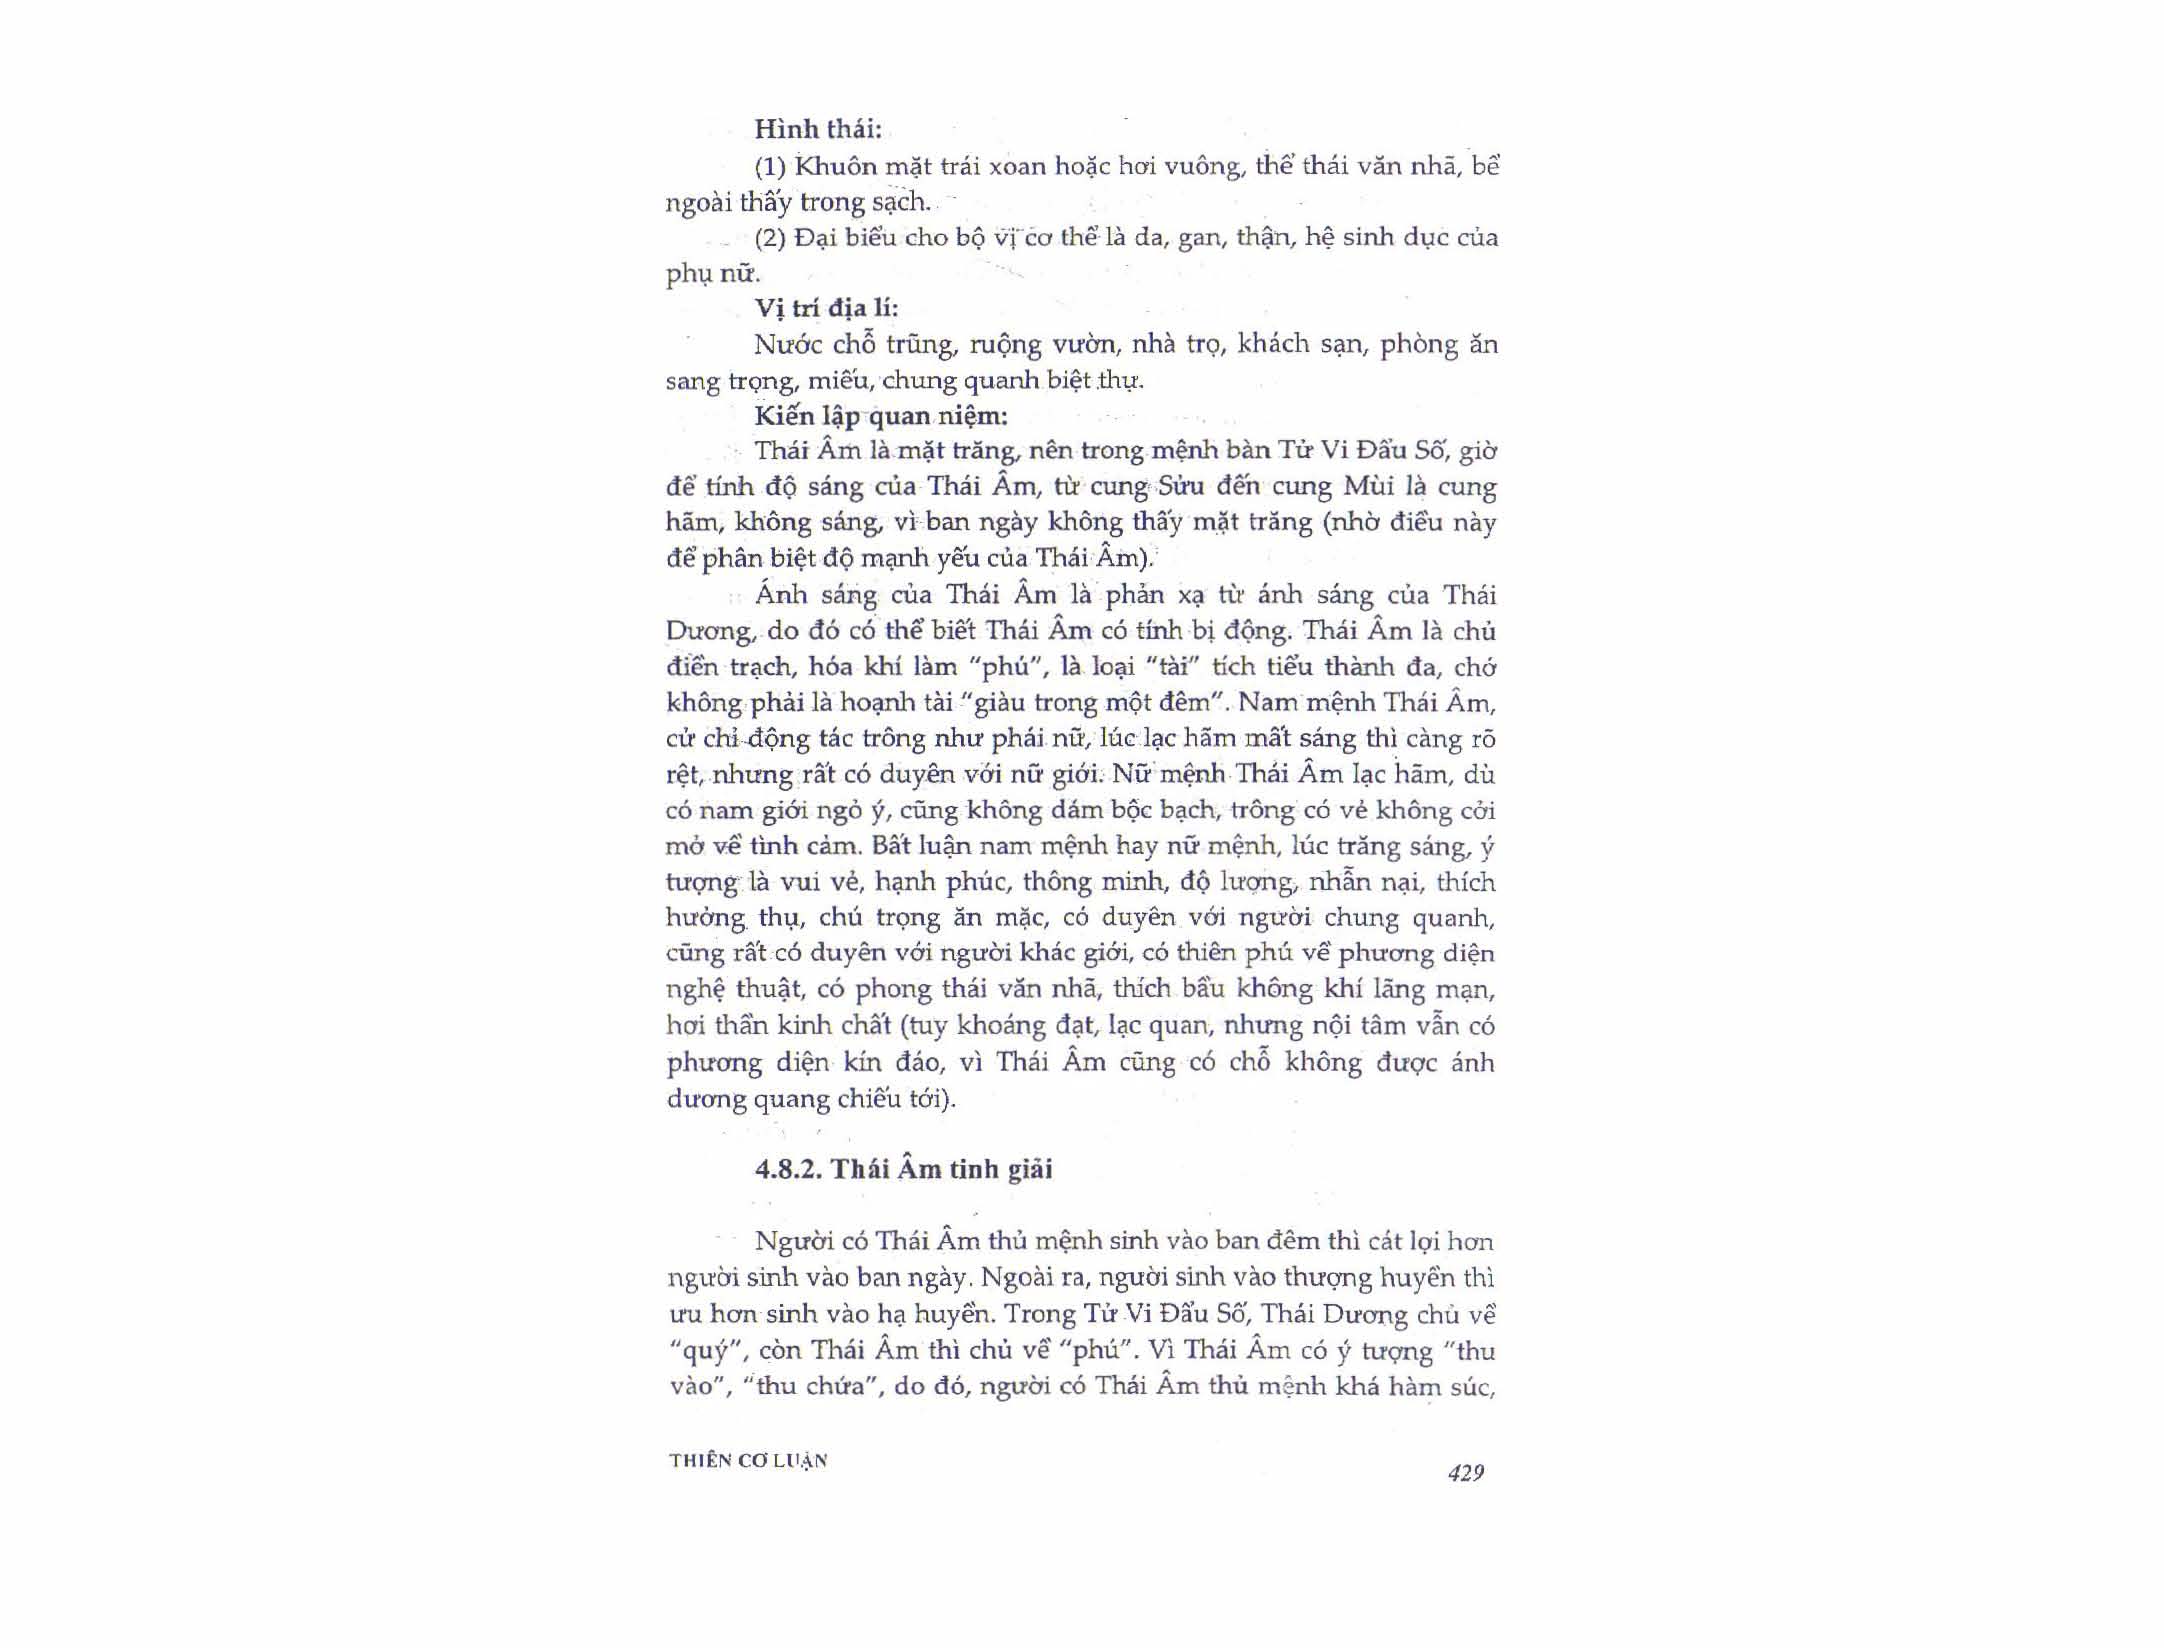 Hình thái:
(1) Khuôn mặt trái xoan hoặc hơi vuông, thể thái văn nhã, bề
ngoài thấy trong sạch.
(2) Đại biểu cho bộ vị cơ thể là da, gan, thận, hệ sinh dục của
phụ nữ.
Vị trí địa lí:
Nước chỗ trũng, ruộng vườn, nhà trọ, khách sạn, phòng ăn
sang trọng, miếu, chung quanh biệt thự.
Kiến lập quan niệm:
Thái Âm là mặt trăng, nên trong mệnh bàn Tử Vi Đẩu Số, giờ
để tính độ sáng của Thái Âm, từ cung Sửu đến cung Mùi là cung
hãm, không sáng, vì ban ngày không thấy mặt trăng (nhờ điều này
để phân biệt độ mạnh yếu của Thái Âm).
Ánh sáng của Thái Âm là phản xạ từ ánh sáng của Thái
Dương, do đó có thể biết Thái Âm có tính bị động. Thái Âm là chủ
điền trạch, hóa khí làm "phú", là loại "tài" tích tiểu thành đa, chớ
không phải là hoạnh tài "giàu trong một đêm". Nam mệnh Thái Âm,
cử chỉ động tác trông như phái nữ, lúc lạc hãm mất sáng thì càng rõ
rệt, nhưng rất có duyên với nữ giới. Nữ mệnh Thái Âm lạc hãm, dù
có nam giới ngỏ ý, cũng không dám bộc bạch, trông có vẻ không cởi
mở về tình cảm. Bất luận nam mệnh hay nữ mệnh, lúc trăng sáng, ý
tượng là vui vẻ, hạnh phúc, thông minh, độ lượng, nhẫn nại, thích
hưởng thụ, chú trọng ăn mặc, có duyên với người chung quanh,
cũng rất có duyên với người khác giới, có thiên phú về phương diện
nghệ thuật, có phong thái văn nhã, thích bầu không khí lãng mạn,
hơi thần kinh chất (tuy khoáng đạt, lạc quan, nhưng nội tâm vẫn có
phương diện kín đáo, vì Thái Âm cũng có chỗ không được ánh
dương quang chiếu tới).
4.8.2. Thái Âm tinh giải
Người có Thái Âm thủ mệnh sinh vào ban đêm thì cát lợi hơn
người sinh vào ban ngày. Ngoài ra, người sinh vào thượng huyền thì
ưu hơn sinh vào hạ huyền. Trong Tử Vi Đẩu Số, Thái Dương chủ về
"quý", còn Thái Âm thì chủ về "phú". Vì Thái Âm có ý tượng "thu
vào", "thu chứa", do đó, người có Thái Âm thủ mệnh khá hàm súc,
THIÊN CƠ LUẬN
429